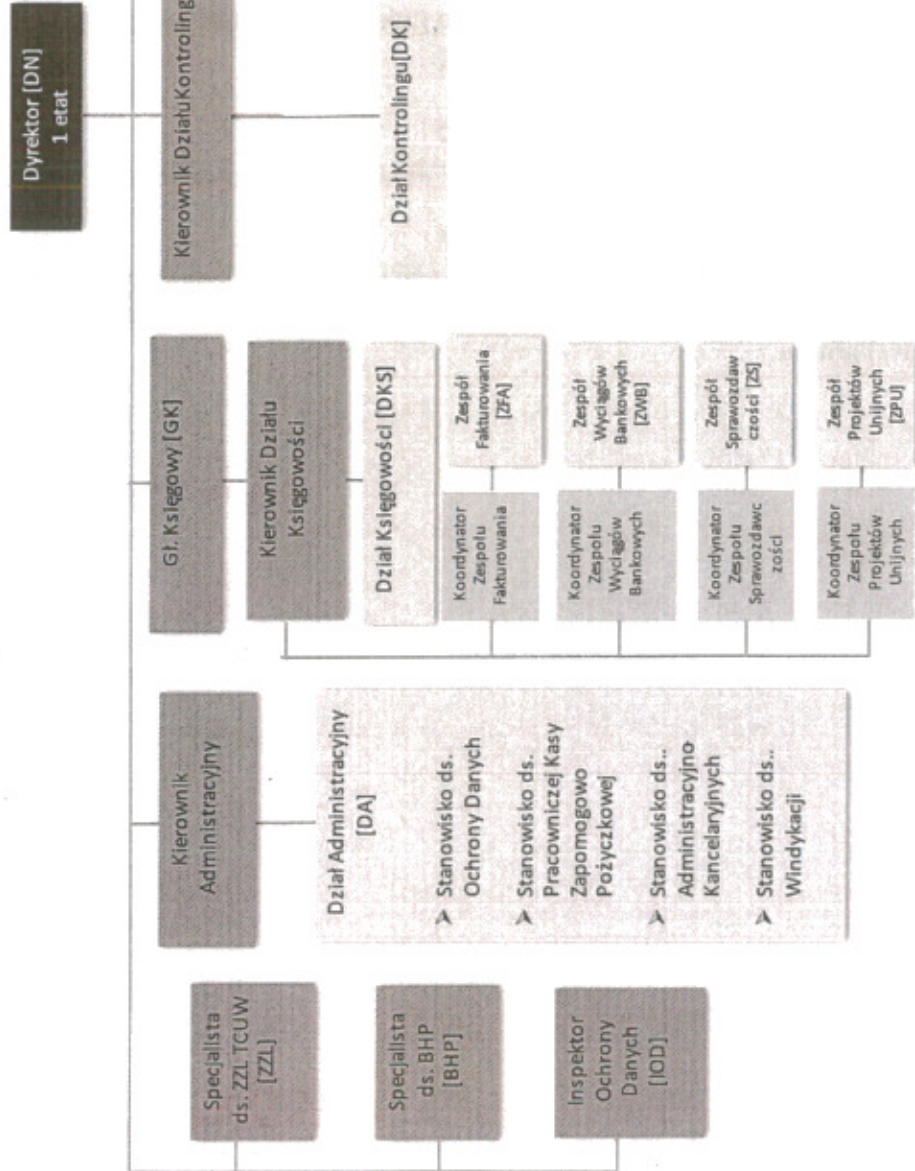 Dyrektor [DN]
1 etat
Specjalista
ds. ZZL TCUW
[ZZL]
Specjalista
ds. BHP
[BHP]
Inspektor
Ochrony
Danych
[IOD]
Kierownik
Administracyjny
Dział Administracyjny
[DA]
➢ Stanowisko ds.
Ochrony Danych
➢ Stanowisko ds.
Pracowniczej Kasy
Zapomogowo
Pożyczkowej
➢ Stanowisko ds..
Administracyjno
Kancelaryjnych
➢ Stanowisko ds..
Windykacji
Gł. Księgowy [GK]
Kierownik Działu
Księgowości
Dział Księgowości [DKS]
Koordynator
Zespołu
Fakturowania
Zespół
Fakturowania
[ZFA]
Koordynator
Zespołu
Wyciągów
Bankowych
Zespół
Wyciągów
Bankowych
[ZWB]
Koordynator
Zespołu
Sprawozdawc
zości
Zespół
Sprawozdaw
czości [ZS]
Koordynator
Zespołu
Projektów
Unijnych
Zespół
Projektów
Unijnych
[ZPU]
Kierownik DziałuKontroling
Dział Kontrolingu[DK]